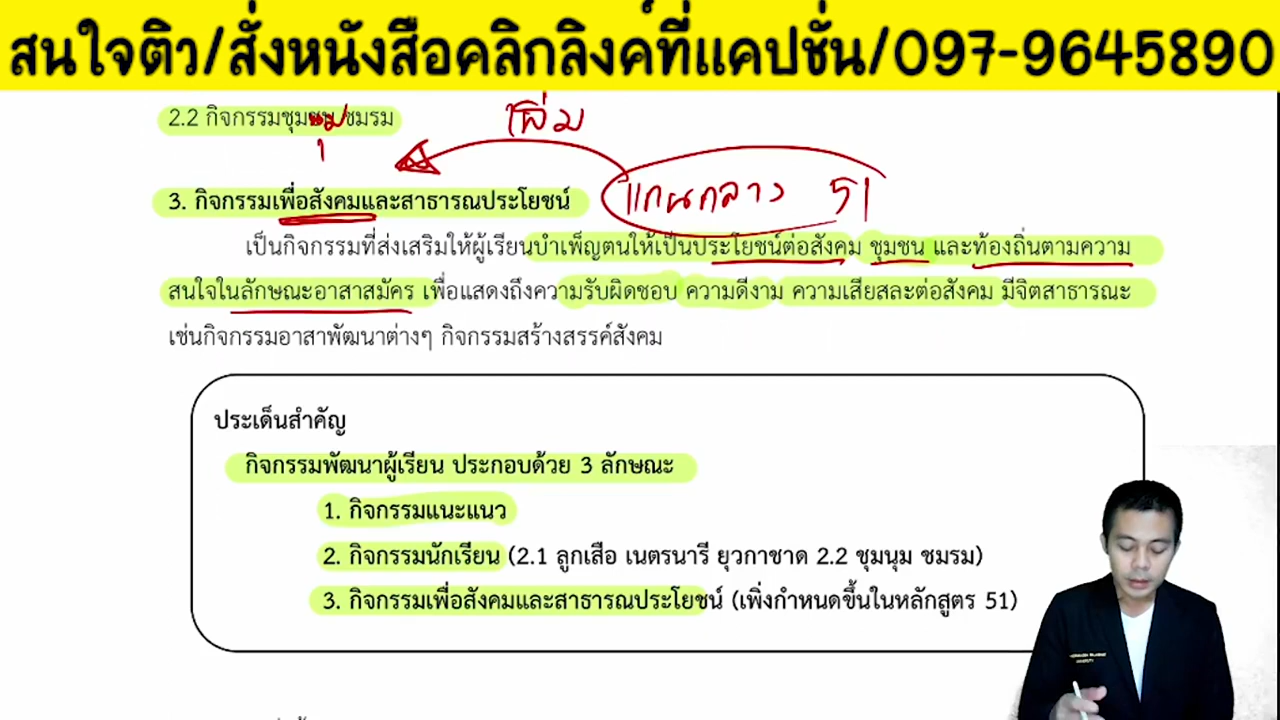 สนใจติว/สั่งหนังสือคลิกลิงค์ที่แคปชั่น/097-9645890
2.2 กิจกรรมชุมชน ชมรม
นุม
เพิ่ม
3. กิจกรรมเพื่อสังคมและสาธารณประโยชน์
แกนกลาง 51
เป็นกิจกรรมที่ส่งเสริมให้ผู้เรียนบำเพ็ญตนให้เป็นประโยชน์ต่อสังคม ชุมชน และท้องถิ่นตามความ
สนใจในลักษณะอาสาสมัคร เพื่อแสดงถึงความรับผิดชอบ ความดีงาม ความเสียสละต่อสังคม มีจิตสาธารณะ
เช่นกิจกรรมอาสาพัฒนาต่างๆ กิจกรรมสร้างสรรค์สังคม
ประเด็นสำคัญ
กิจกรรมพัฒนาผู้เรียน ประกอบด้วย 3 ลักษณะ
1. กิจกรรมแนะแนว
2. กิจกรรมนักเรียน (2.1 ลูกเสือ เนตรนารี ยุวกาชาด 2.2 ชุมนุม ชมรม)
3. กิจกรรมเพื่อสังคมและสาธารณประโยชน์ (เพิ่งกำหนดขึ้นในหลักสูตร 51)